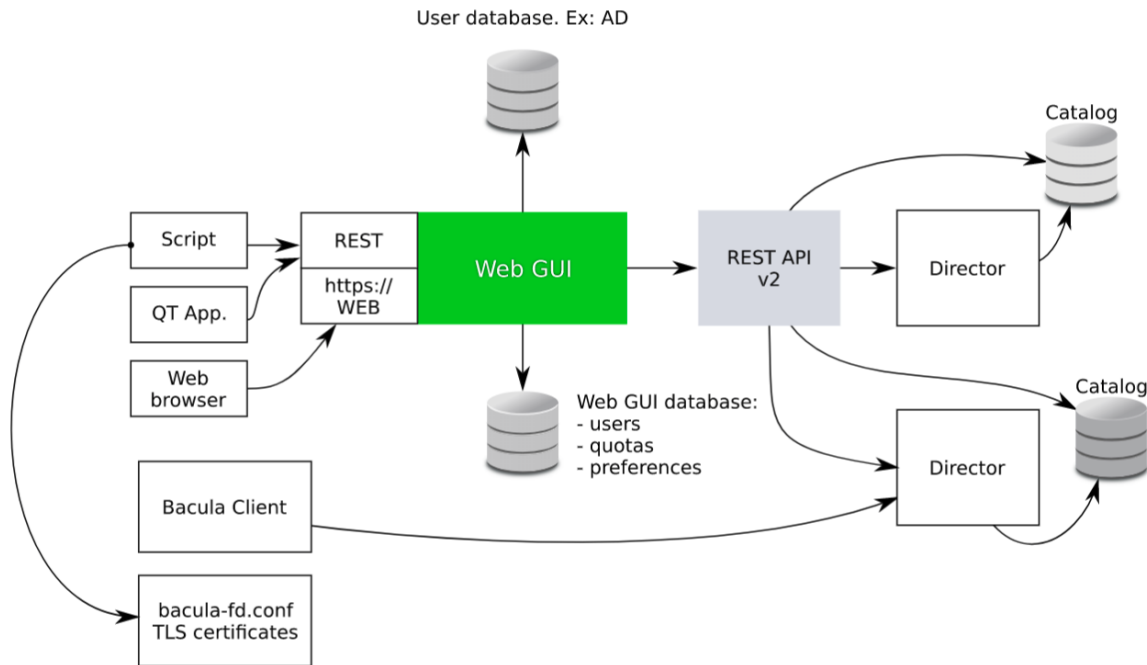 User database. Ex: AD
Catalog
Script
REST
Web GUI
REST API
v2
Director
https://
WEB
QT App.
Web
browser
Web GUI database:
- users
- quotas
- preferences
Catalog
Director
Bacula Client
bacula-fd.conf
TLS certificates